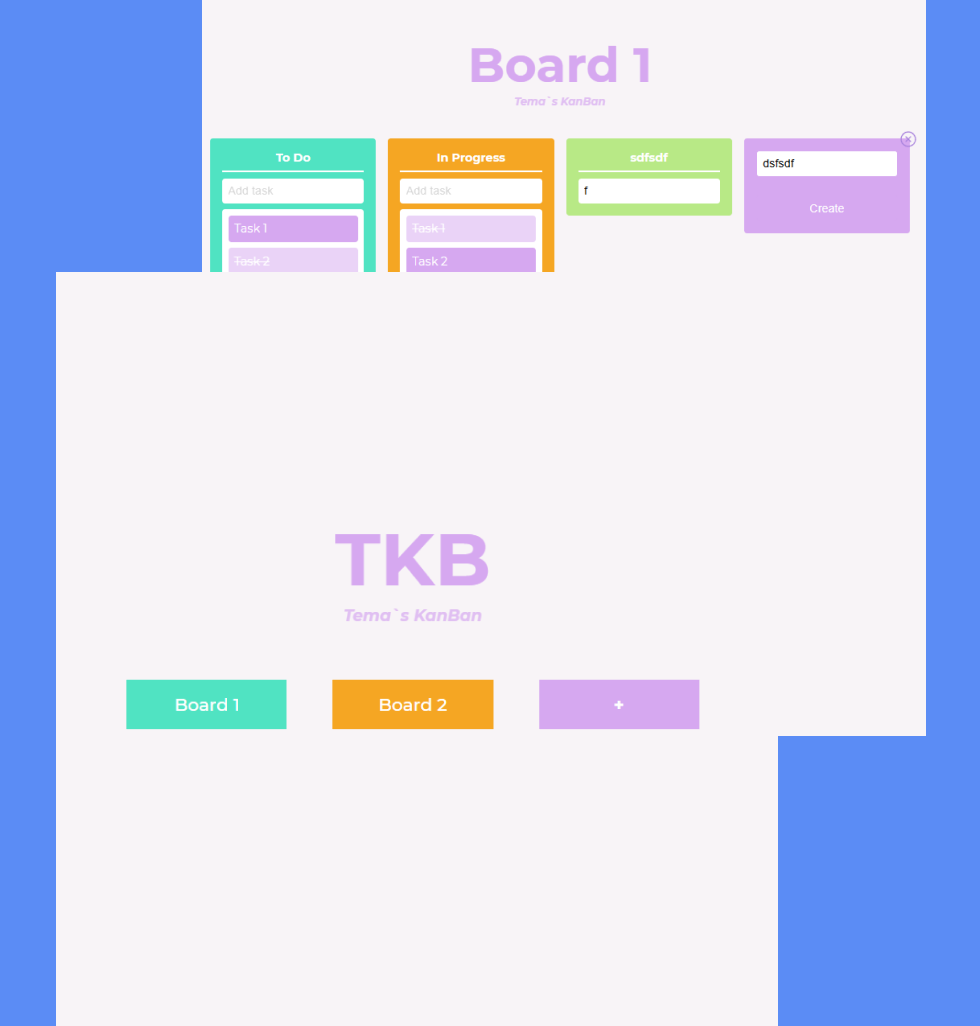 Board 1
Tema`s KanBan
To Do
Add task
Task 1
Task 2
In Progress
Add task
Task 1
Task 2
sdfsdf
f
dsfsdf
Create
TKB
Tema`s KanBan
Board 1
Board 2
+